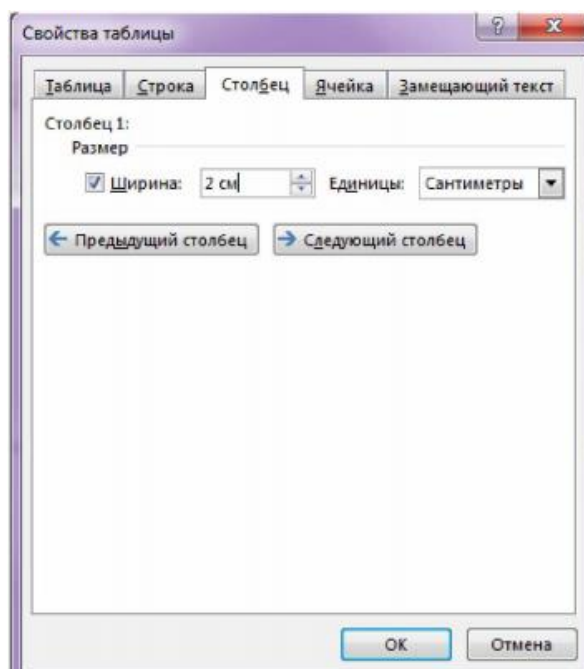 Свойства таблицы
Таблица Строка Столбец Ячейка Замещающий текст
Столбец 1:
Размер
Ширина: 2 см Единицы: Сантиметры
Предыдущий столбец Следующий столбец
ОК Отмена